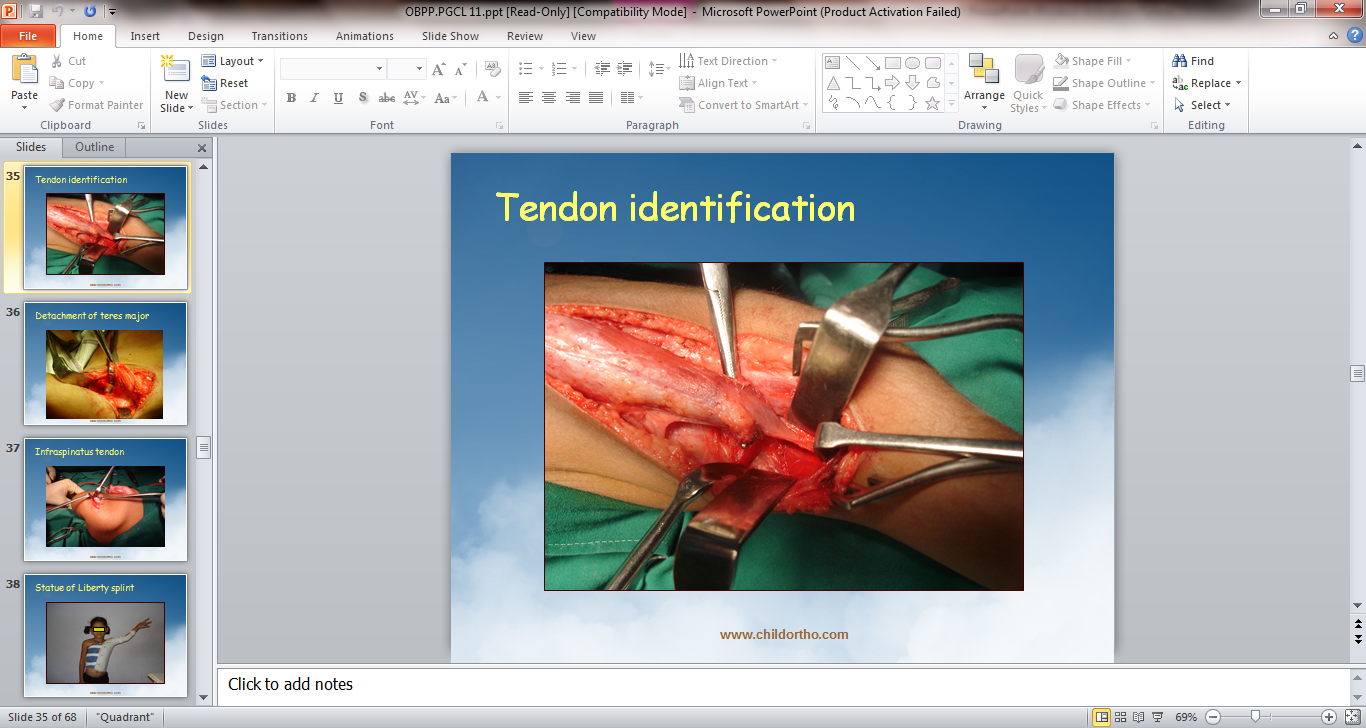 OBPP.PGCL 11.ppt [Read-Only] [Compatibility Mode] - Microsoft PowerPoint (Product Activation Failed)
File Home Insert Design Transitions Animations Slide Show Review View
Paste
Cut
Copy
Format Painter
Clipboard
New
Slide
Layout
Reset
Section
Slides
B I U S abc AV Aa A
Font
Text Direction
Align Text
Convert to SmartArt
Paragraph
Arrange
Quick
Styles
Shape Fill
Shape Outline
Shape Effects
Drawing
Find
Replace
Select
Editing
Slides Outline
35
Tendon identification
36
Detachment of teres major
37
Infraspinatus tendon
38
Statue of Liberty splint
Tendon identification
www.childortho.com
Click to add notes
Slide 35 of 68 "Quadrant" 69%